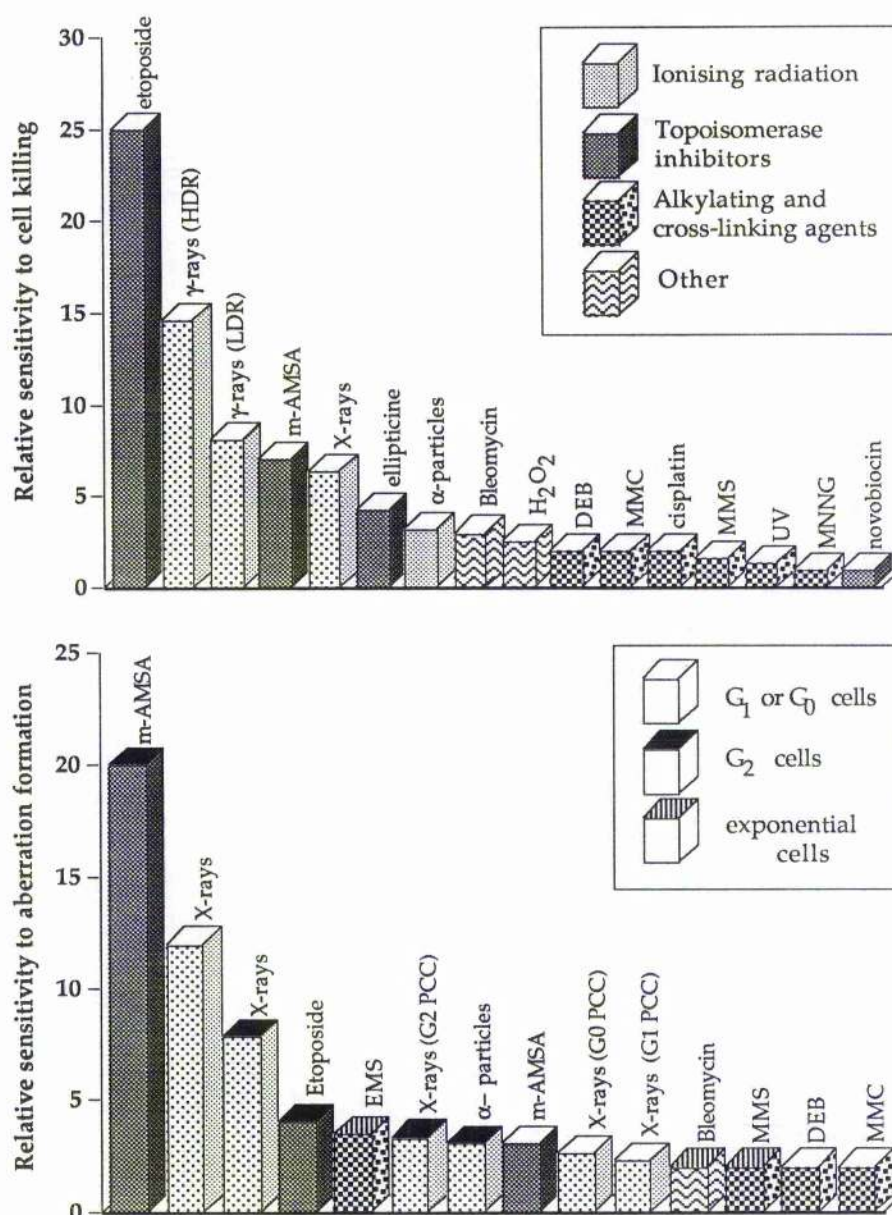 Relative sensitivity to cell killing
30
25
20
15
10
5
0
etoposide
γ-rays (HDR)
γ-rays (LDR)
m-AMSA
X-rays
ellipticine
α-particles
Bleomycin
H2O2
DEB
MMC
cisplatin
MMS
UV
MNNG
novobiocin
Ionising radiation
Topoisomerase
inhibitors
Alkylating and
cross-linking agents
Other
Relative sensitivity to aberration formation
25
20
15
10
5
0
m-AMSA
X-rays
X-rays
Etoposide
EMS
X-rays (G2 PCC)
α- particles
m-AMSA
X-rays (G0 PCC)
X-rays (G1 PCC)
Bleomycin
MMS
DEB
MMC
G1 or G0 cells
G2 cells
exponential
cells